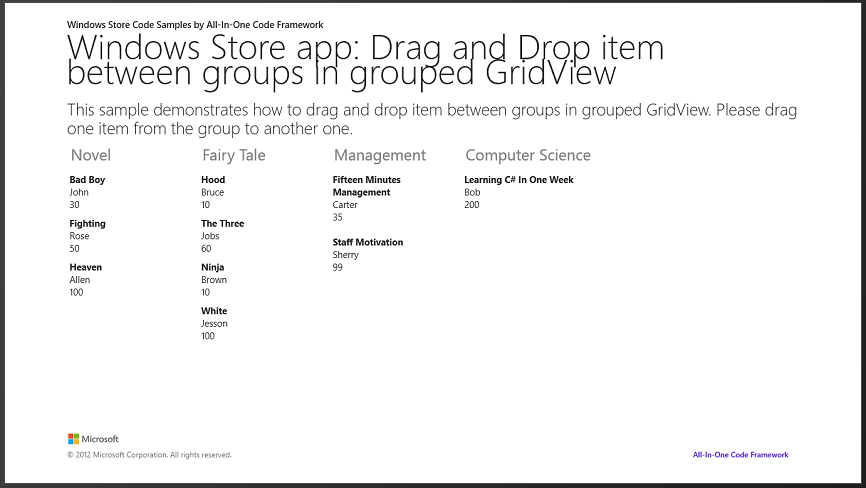 Windows Store Code Samples by All-In-One Code Framework
Windows Store app: Drag and Drop item
between groups in grouped GridView
This sample demonstrates how to drag and drop item between groups in grouped GridView. Please drag
one item from the group to another one.
Novel
Bad Boy
John
30
Fighting
Rose
50
Heaven
Allen
100
Fairy Tale
Hood
Bruce
10
The Three
Jobs
60
Ninja
Brown
10
White
Jesson
100
Management
Fifteen Minutes
Management
Carter
35
Staff Motivation
Sherry
99
Computer Science
Learning C# In One Week
Bob
200
Microsoft
© 2012 Microsoft Corporation. All rights reserved.
All-In-One Code Framework